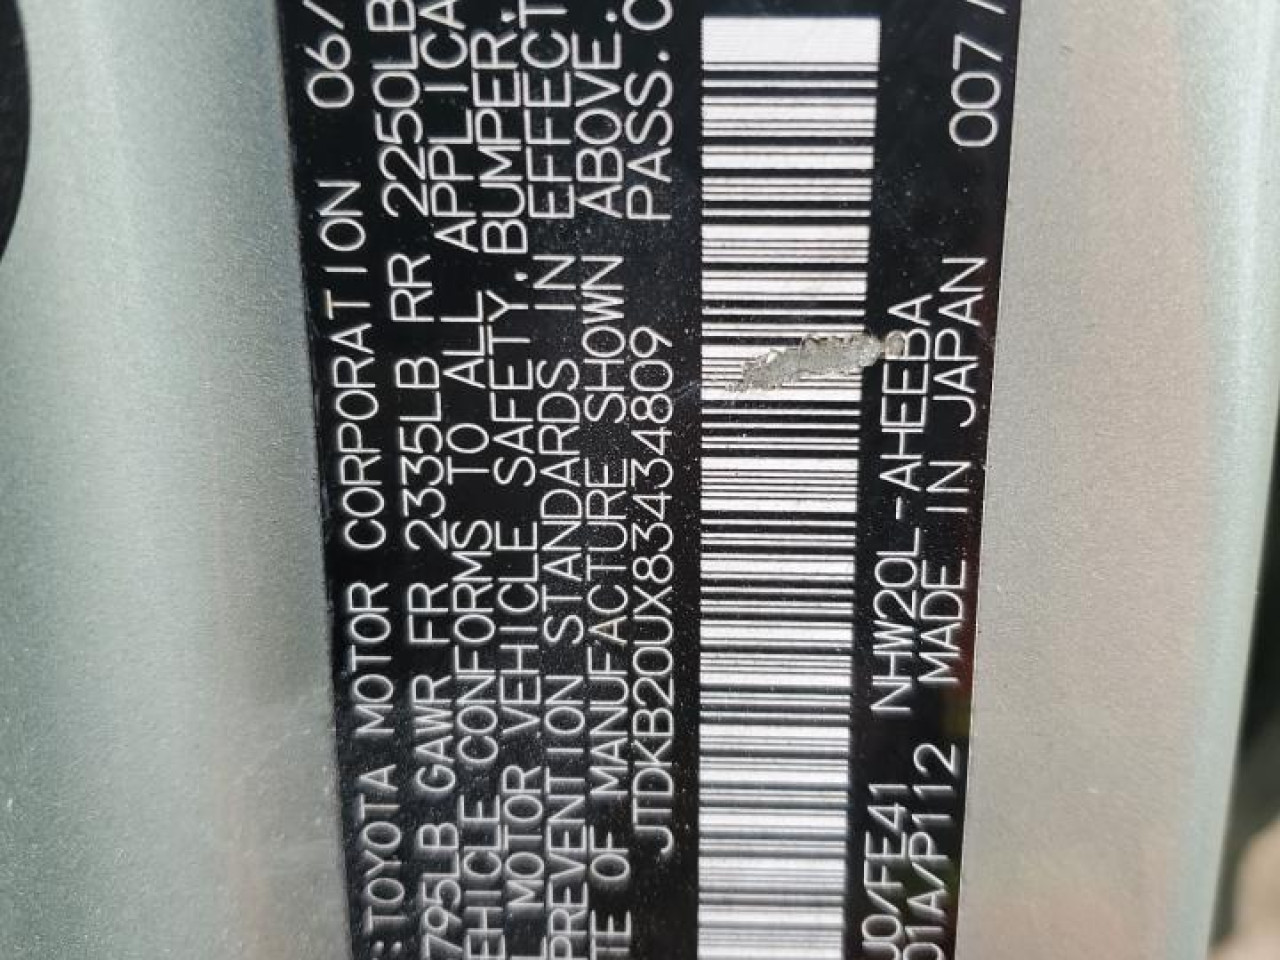 :TOYOTA MOTOR CORPORATION 06/
795LB GAWR FR 2335LB RR 2250LB
EHICLE CONFORMS TO ALL APPLICA
L MOTOR VEHICLE SAFETY, BUMPER,
PREVENTION STANDARDS IN EFFECT
TE OF MANUFACTURE SHOWN ABOVE.
JTDKB20UX83434809 PASS.C
/FE41 NHW20L-AHEEBA
01A/P112 MADE IN JAPAN 007/